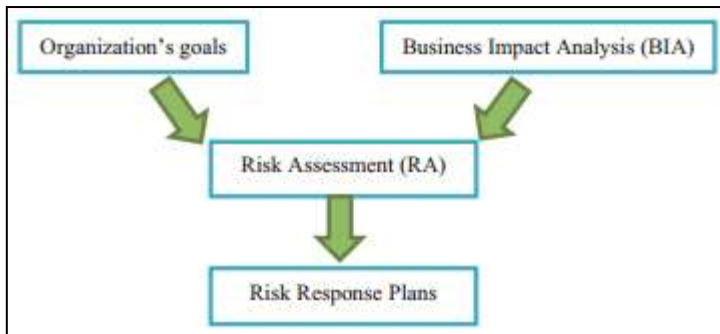 Organization's goals
Business Impact Analysis (BIA)
Risk Assessment (RA)
Risk Response Plans